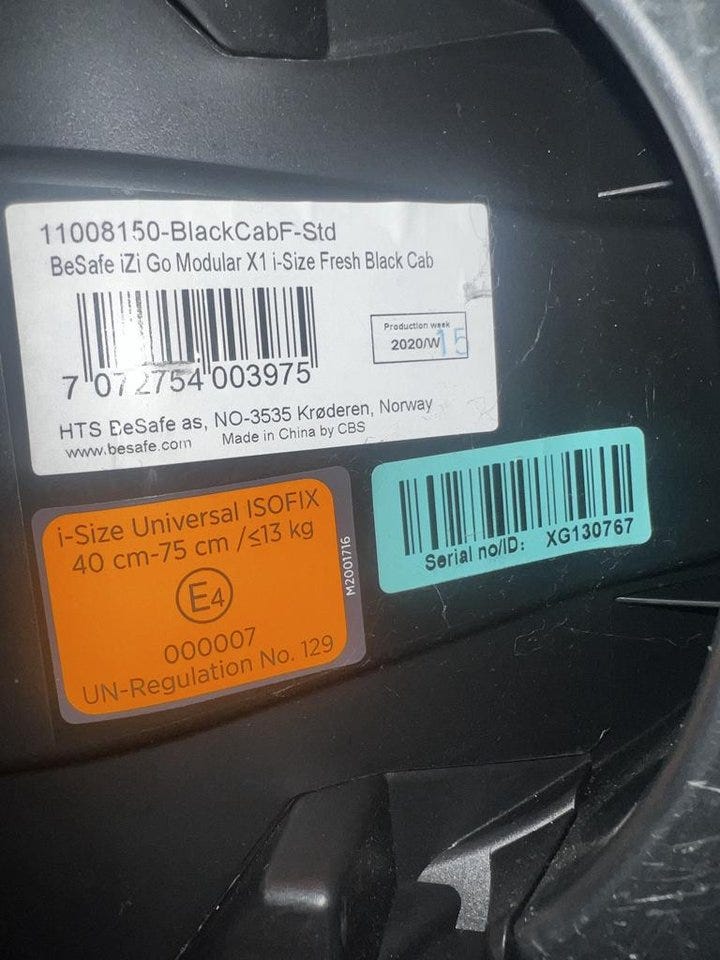 11008150-BlackCabF-Std
BeSafe iZi Go Modular X1 i-Size Fresh Black Cab
Production week
2020/W15
7 072754 003975
HTS BeSafe as, NO-3535 Krøderen, Norway
www.besafe.com Made in China by CBS
i-Size Universal ISOFIX
40 cm-75 cm /≤13 kg
E4
000007
UN-Regulation No. 129
M2001716
Serial no/ID: XG130767